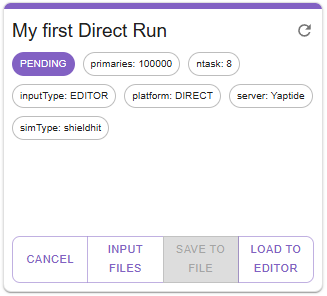 My first Direct Run
PENDING primaries: 100000 ntask: 8
inputType: EDITOR platform: DIRECT server: Yaptide
simType: shieldhit
CANCEL INPUT FILES SAVE TO FILE LOAD TO EDITOR